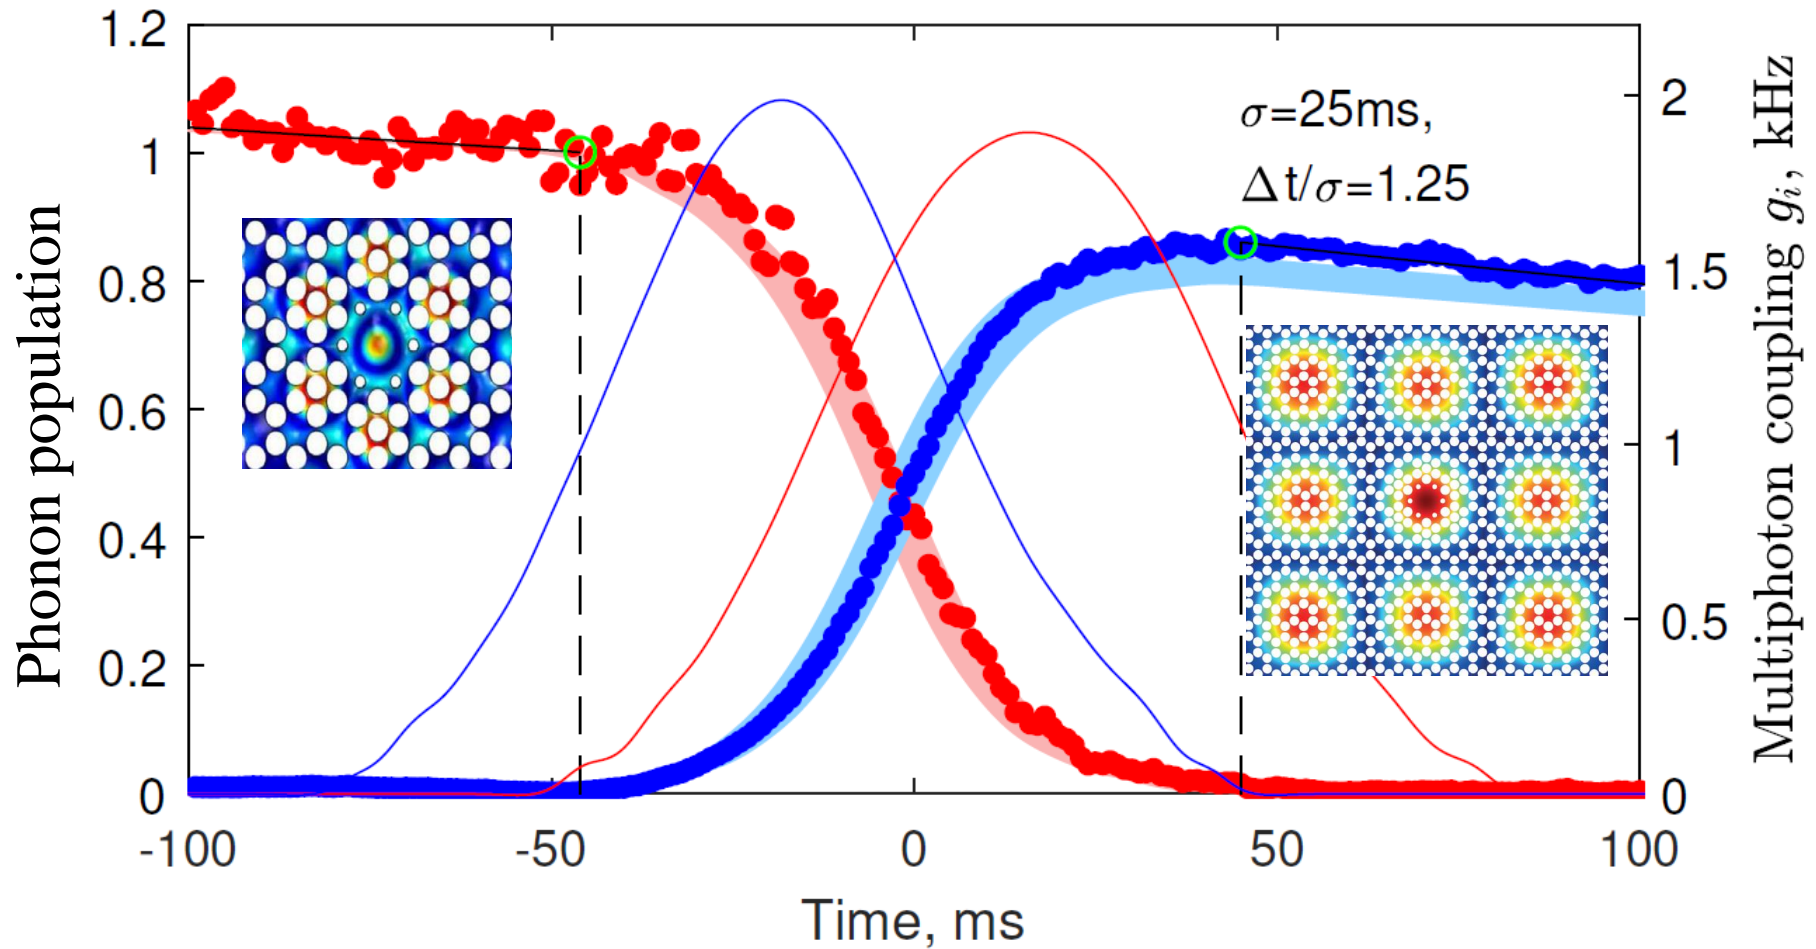 1.2
1
0.8
0.6
0.4
0.2
0
Phonon population
σ=25ms,
Δt/σ=1.25
2
1.5
1
0.5
0
Multiphoton coupling gᵢ, kHz
-100 -50 0 50 100
Time, ms